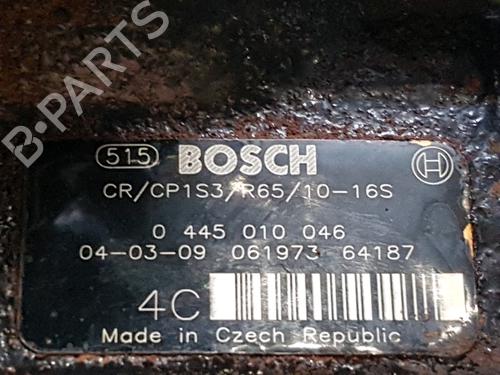 B-PARTS
515 BOSCH
CR/CP1S3/R65/10-16S
0 445 010 046
04-03-09 061973 64187
4C
Made in Czech Republic